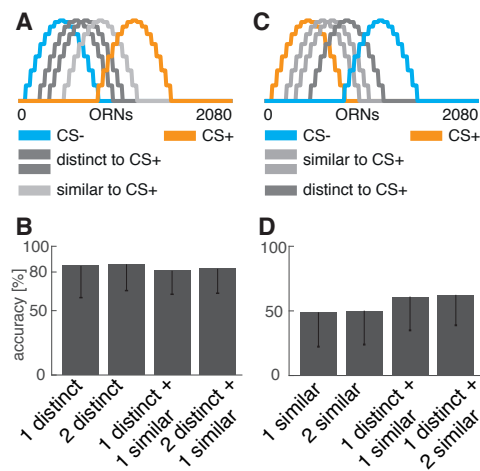 A
0 ORNs 2080
CS- CS+
distinct to CS+
similar to CS+
C
0 ORNs 2080
CS- CS+
similar to CS+
distinct to CS+
B
accuracy [%]
100
80
50
0
1 distinct
2 distinct
1 distinct +
1 similar
2 distinct +
1 similar
D
100
50
0
1 similar
2 similar
1 distinct +
1 similar
1 distinct +
2 similar